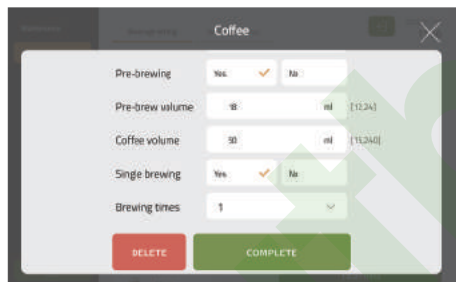 Coffee
Pre-brewing Yes No
Pre-brew volume 18 ml [12,24]
Coffee volume 50 ml [15,240]
Singe brewing Yes No
Brewing times 1
DELETE COMPLETE